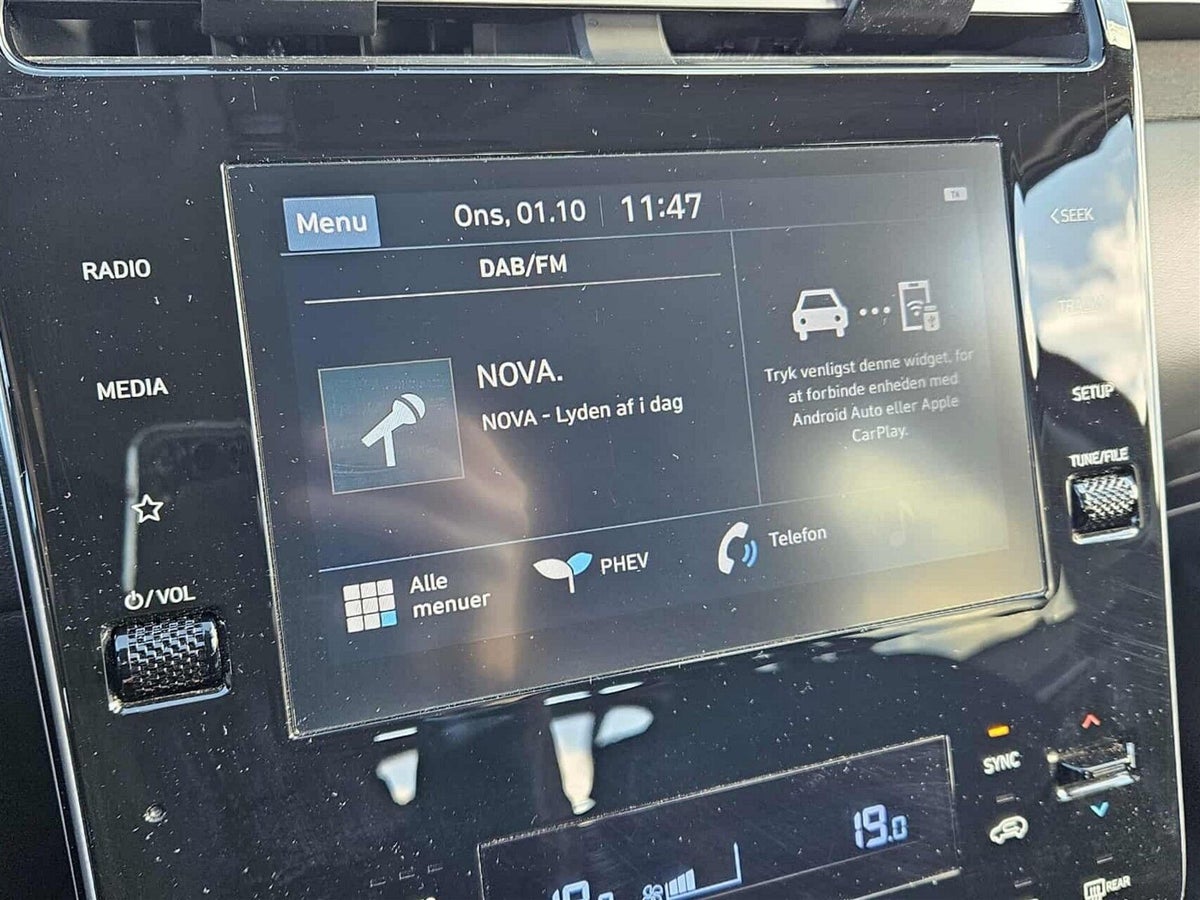 Menu
Ons, 01.10
11:47
DAB/FM
NOVA.
NOVA - Lyden af i dag
Tryk venligst denne widget, for
at forbinde enheden med
Android Auto eller Apple
CarPlay.
Alle
menuer
PHEV
Telefon
RADIO
MEDIA
/VOL
SEEK
SETUP
TUNE/FILE
SYNC
19.0
REAR